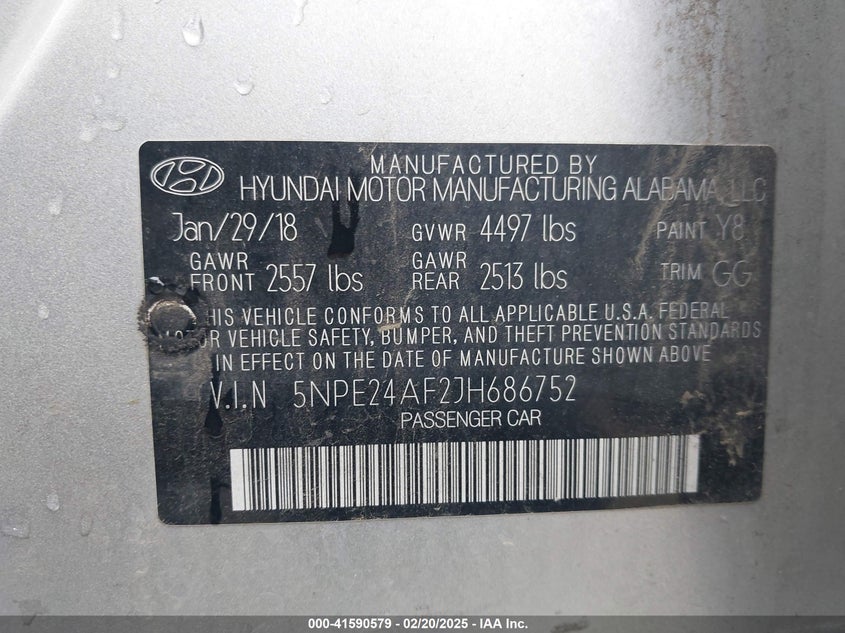 MANUFACTURED BY
HYUNDAI MOTOR MANUFACTURING ALABAMA, LLC
Jan/29/18 GVWR 4497 lbs PAINT Y8
GAWR FRONT 2557 lbs GAWR REAR 2513 lbs TRIM GG
THIS VEHICLE CONFORMS TO ALL APPLICABLE U.S.A. FEDERAL
MOTOR VEHICLE SAFETY, BUMPER, AND THEFT PREVENTION STANDARDS
IN EFFECT ON THE DATE OF MANUFACTURE SHOWN ABOVE
V.I.N 5NPE24AF2JH686752
PASSENGER CAR
000-41590579 — 02/20/2025 — IAA Inc.